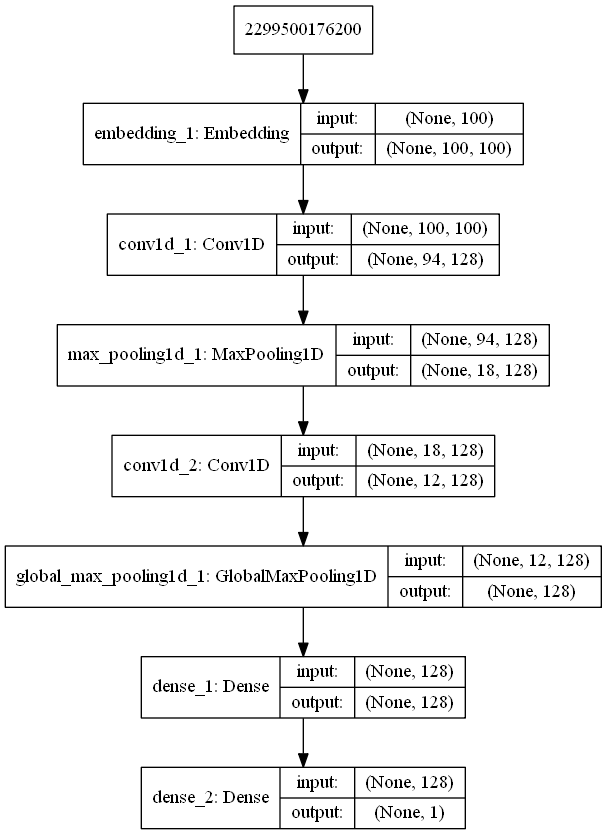 2299500176200
embedding_1: Embedding
input:
(None, 100)
output:
(None, 100, 100)
conv1d_1: Conv1D
input:
(None, 100, 100)
output:
(None, 94, 128)
max_pooling1d_1: MaxPooling1D
input:
(None, 94, 128)
output:
(None, 18, 128)
conv1d_2: Conv1D
input:
(None, 18, 128)
output:
(None, 12, 128)
global_max_pooling1d_1: GlobalMaxPooling1D
input:
(None, 12, 128)
output:
(None, 128)
dense_1: Dense
input:
(None, 128)
output:
(None, 128)
dense_2: Dense
input:
(None, 128)
output:
(None, 1)